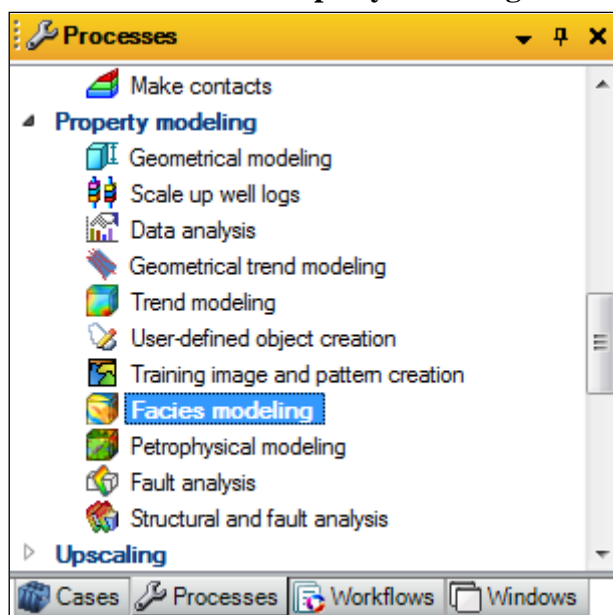 Processes
Make contacts
Property modeling
Geometrical modeling
Scale up well logs
Data analysis
Geometrical trend modeling
Trend modeling
User-defined object creation
Training image and pattern creation
Facies modeling
Petrophysical modeling
Fault analysis
Structural and fault analysis
Upscaling
Cases Processes Workflows Windows